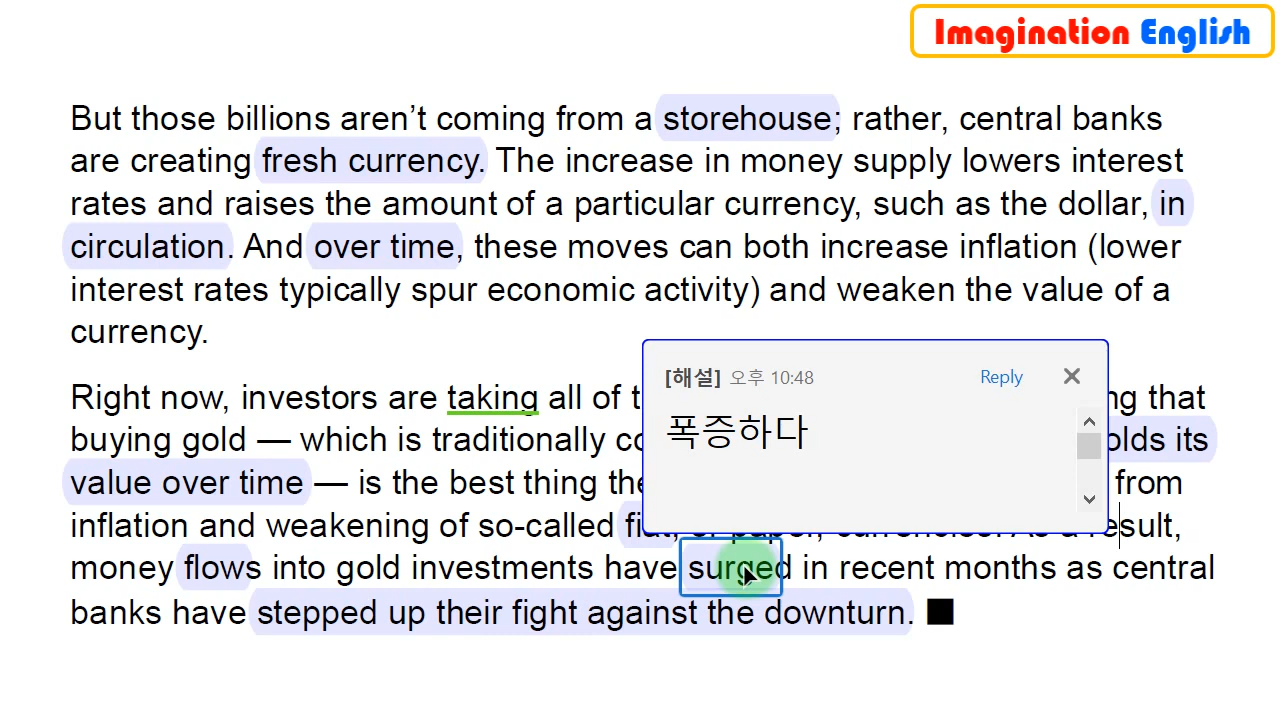 Imagination English
But those billions aren’t coming from a storehouse; rather, central banks
are creating fresh currency. The increase in money supply lowers interest
rates and raises the amount of a particular currency, such as the dollar, in
circulation. And over time, these moves can both increase inflation (lower
interest rates typically spur economic activity) and weaken the value of a
currency.
[해설] 오후 10:48 Reply
폭증하다
Right now, investors are taking all of that
buying gold — which is traditionally its
value over time — is the best thing from
inflation and weakening of so-called result,
money flows into gold investments have surged in recent months as central
banks have stepped up their fight against the downturn. ■